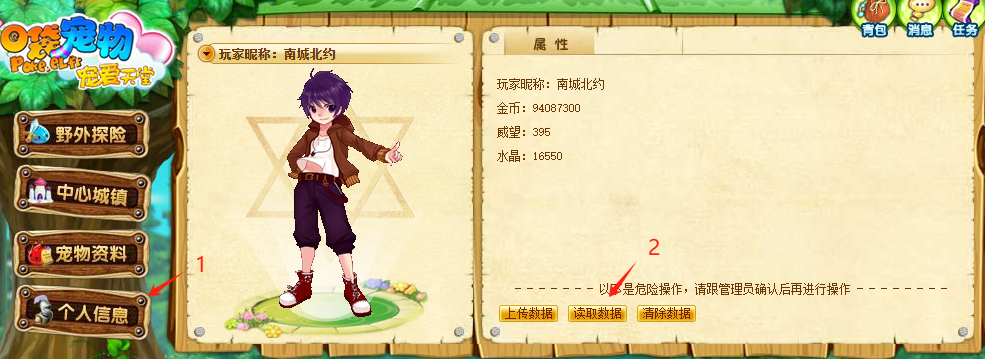 口袋宠物
Poke.eLfs
宠爱天堂
野外探险
中心城镇
宠物资料
个人信息
1
玩家昵称：南城北约
属 性
玩家昵称：南城北约
金币：94087300
威望：395
水晶：16550
2
是危险操作，请跟管理员确认后再进行操作
上传数据 读取数据 清除数据
背包 消息 任务